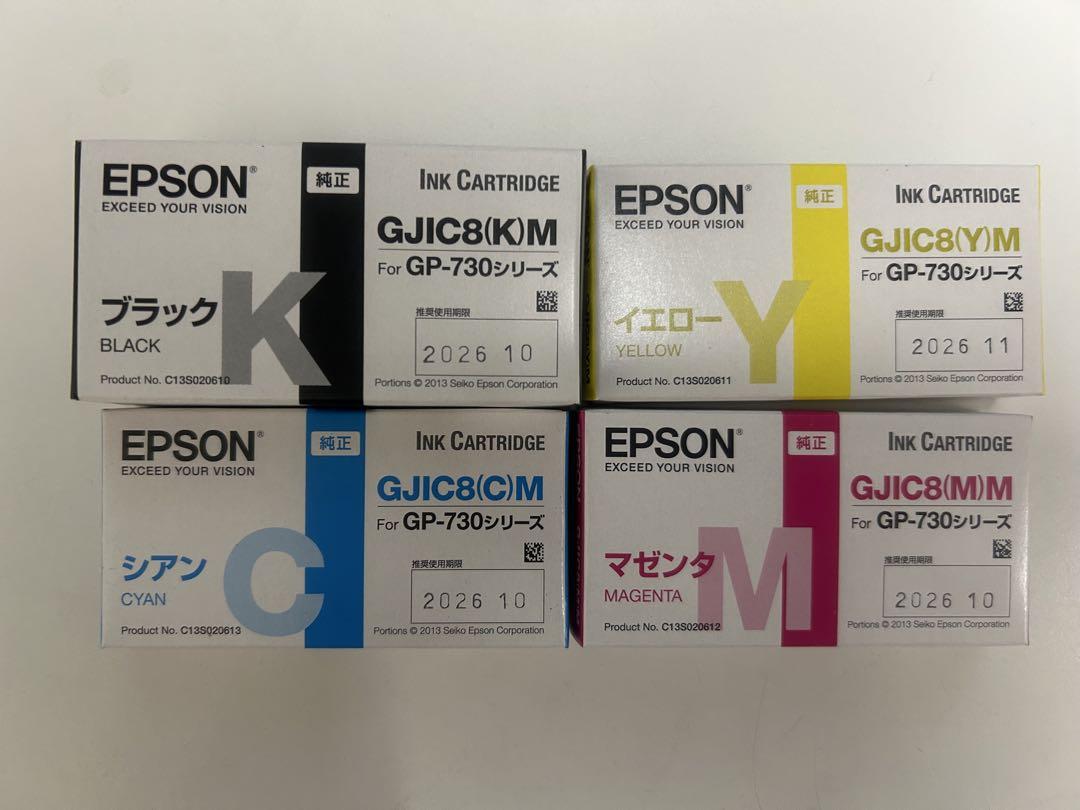 EPSON®
EXCEED YOUR VISION
純正
INK CARTRIDGE
GJIC8(K)M
For GP-730シリーズ
K
ブラック
BLACK
推奨使用期限
2026 10
Product No. C13S020610
Portions © 2013 Seiko Epson Corporation
EPSON®
EXCEED YOUR VISION
純正
INK CARTRIDGE
GJIC8(Y)M
For GP-730シリーズ
Y
イエロー
YELLOW
推奨使用期限
2026 11
Product No. C13S020611
Portions © 2013 Seiko Epson Corporation
EPSON®
EXCEED YOUR VISION
純正
INK CARTRIDGE
GJIC8(C)M
For GP-730シリーズ
C
シアン
CYAN
推奨使用期限
2026 10
Product No. C13S020613
Portions © 2013 Seiko Epson Corporation
EPSON®
EXCEED YOUR VISION
純正
INK CARTRIDGE
GJIC8(M)M
For GP-730シリーズ
M
マゼンタ
MAGENTA
推奨使用期限
2026 10
Product No. C13S020612
Portions © 2013 Seiko Epson Corporation